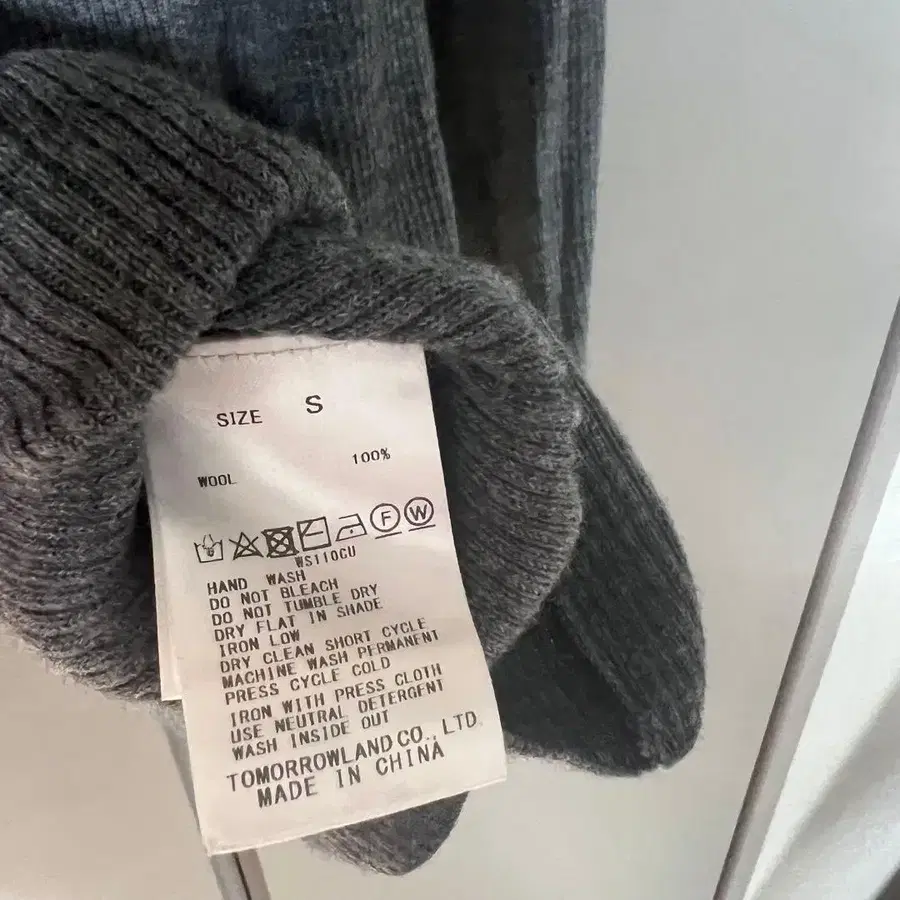 SIZE S
WOOL 100%
F W
WS110CU
HAND WASH
DO NOT BLEACH
DO NOT TUMBLE DRY
DRY FLAT IN SHADE
IRON LOW
DRY CLEAN SHORT CYCLE
MACHINE WASH PERMANENT
PRESS CYCLE COLD
IRON WITH PRESS CLOTH
USE NEUTRAL DETERGENT
WASH INSIDE OUT
TOMORROWLAND CO., LTD.
MADE IN CHINA